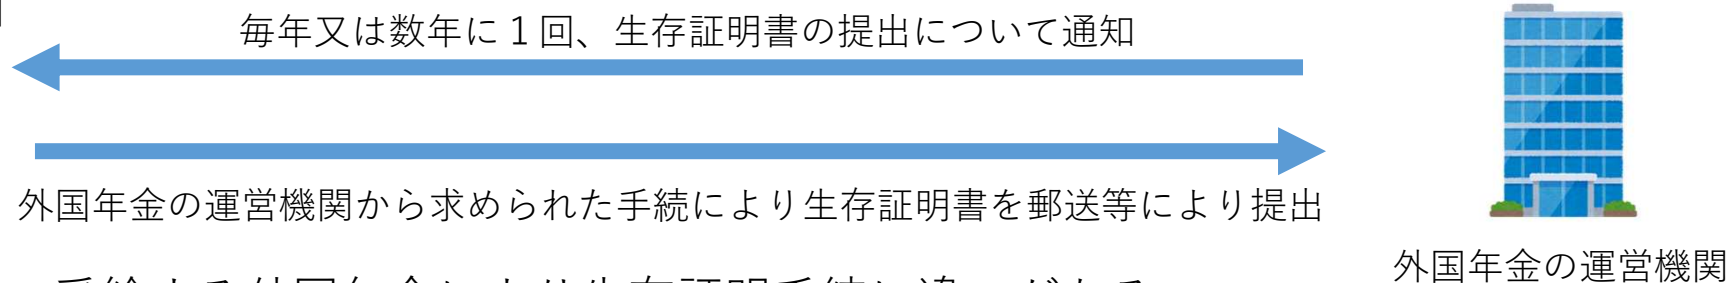 毎年又は数年に１回、生存証明書の提出について通知
外国年金の運営機関から求められた手続により生存証明書を郵送等により提出
外国年金の運営機関